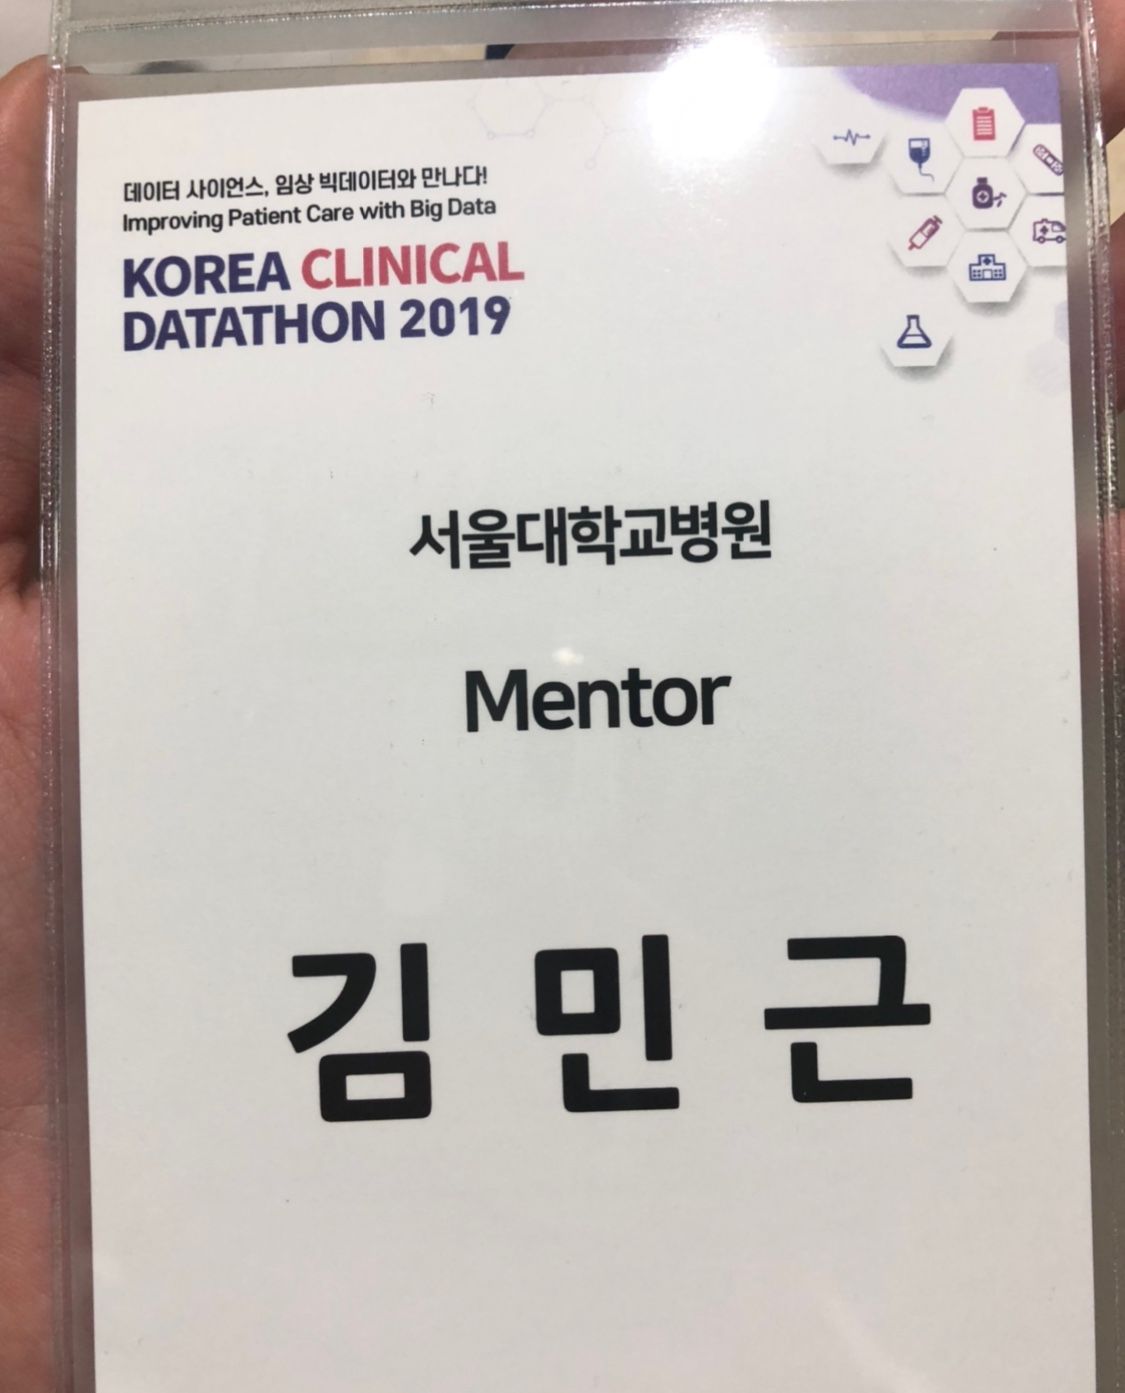 데이터 사이언스, 임상 빅데이터와 만나다!
Improving Patient Care with Big Data
KOREA CLINICAL
DATATHON 2019
서울대학교병원
Mentor
김 민 근